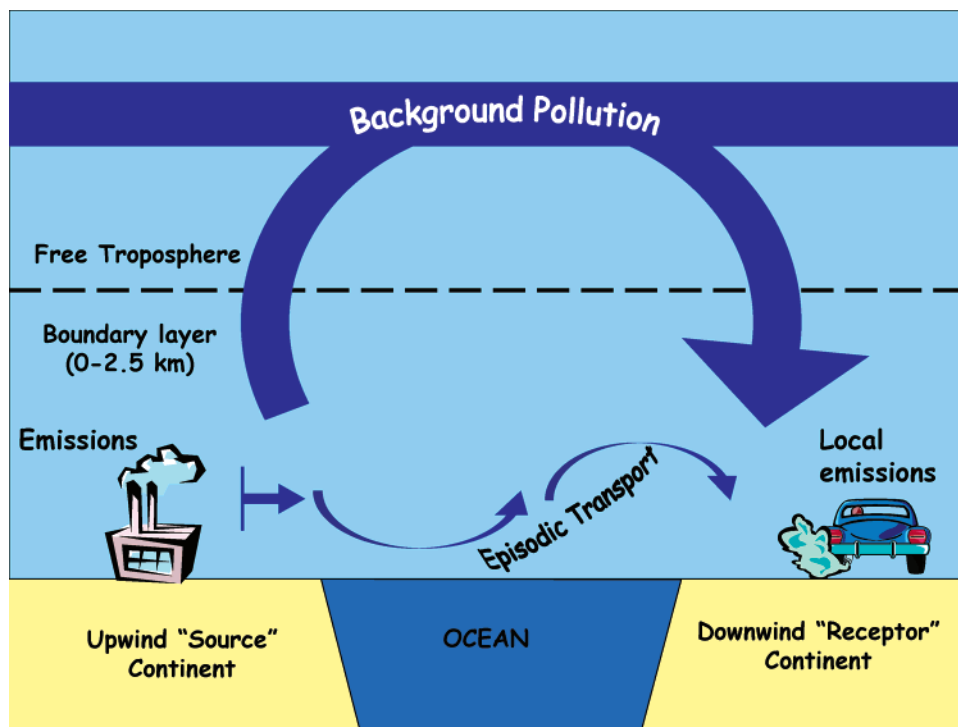 Background Pollution
Free Troposphere
Boundary layer
(0-2.5 km)
Emissions
Local
emissions
Episodic Transport
Upwind “Source”
Continent
OCEAN
Downwind “Receptor”
Continent